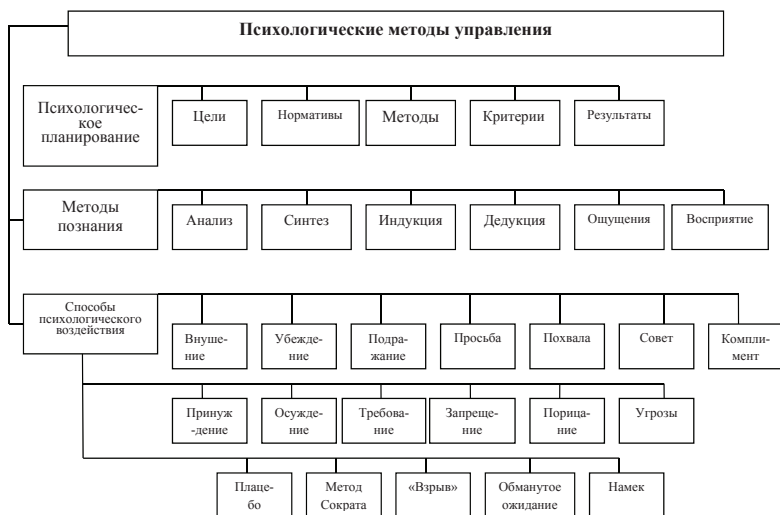 Психологические методы управления
Психологичес-
кое
планирование
Цели
Нормативы
Методы
Критерии
Результаты
Методы
познания
Анализ
Синтез
Индукция
Дедукция
Ощущения
Восприятие
Способы
психологического
воздействия
Внуше-
ние
Убежде-
ние
Подра-
жание
Просьба
Похвала
Совет
Компли-
мент
Принуж
-дение
Осужде-
ние
Требова-
ние
Запреще-
ние
Порица-
ние
Угрозы
Плаце-
бо
Метод
Сократа
«Взрыв»
Обманутое
ожидание
Намек